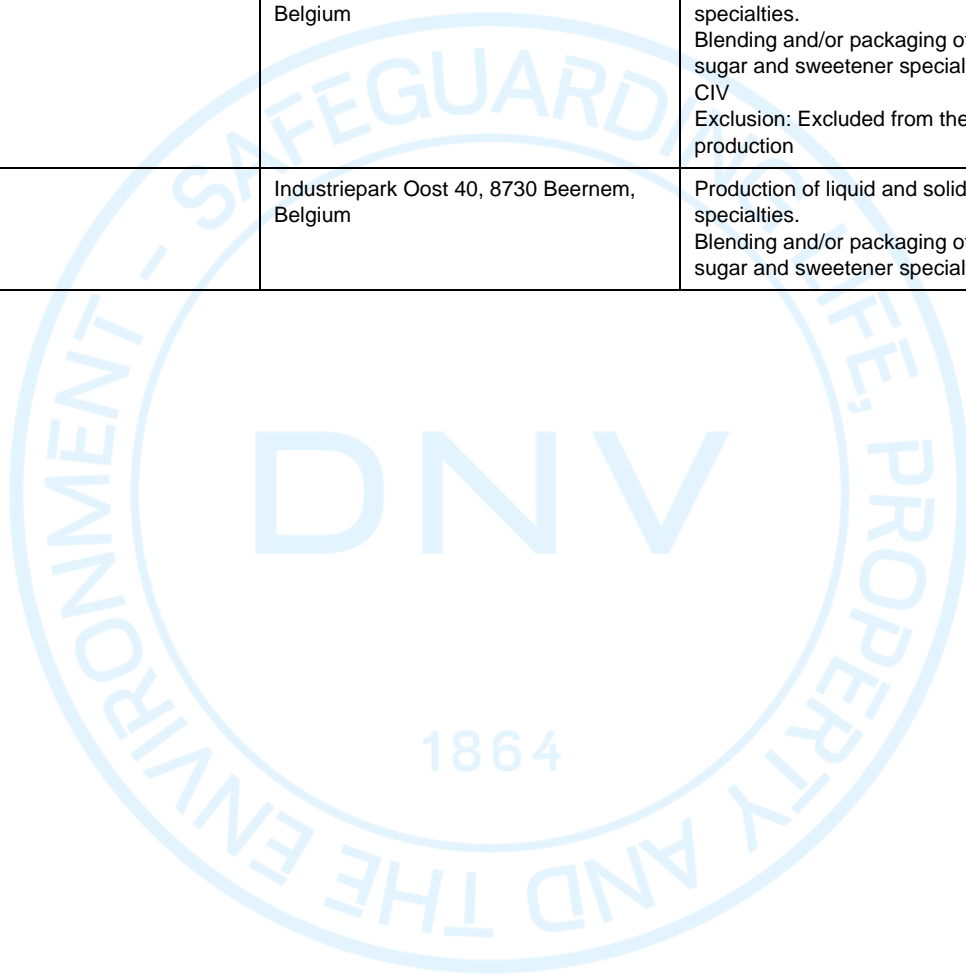 Belgium
specialties.
Blending and/or packaging of
sugar and sweetener special
CIV
Exclusion: Excluded from the
production
Industriepark Oost 40, 8730 Beernem,
Belgium
Production of liquid and solid
specialties.
Blending and/or packaging of
sugar and sweetener special
SAFEGUARDING LIFE, PROPERTY AND THE ENVIRONMENT -
DNV
1864